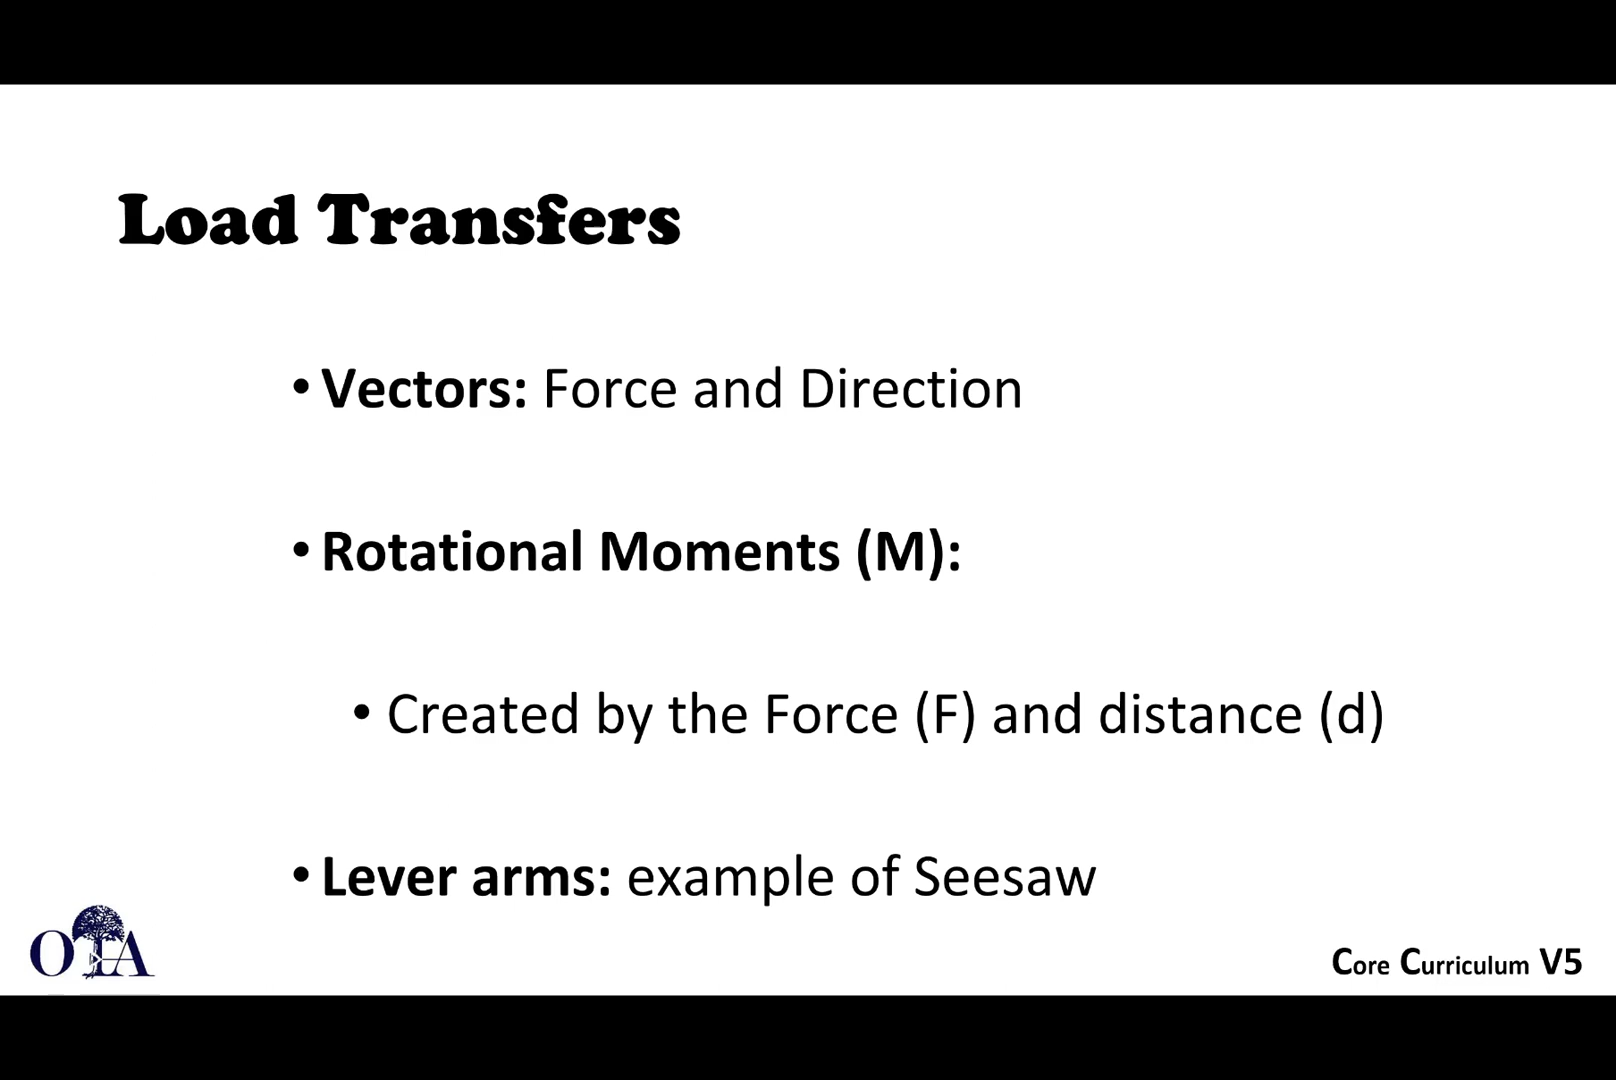 Load Transfers
• Vectors: Force and Direction
• Rotational Moments (M):
• Created by the Force (F) and distance (d)
• Lever arms: example of Seesaw
OTA
Core Curriculum V5